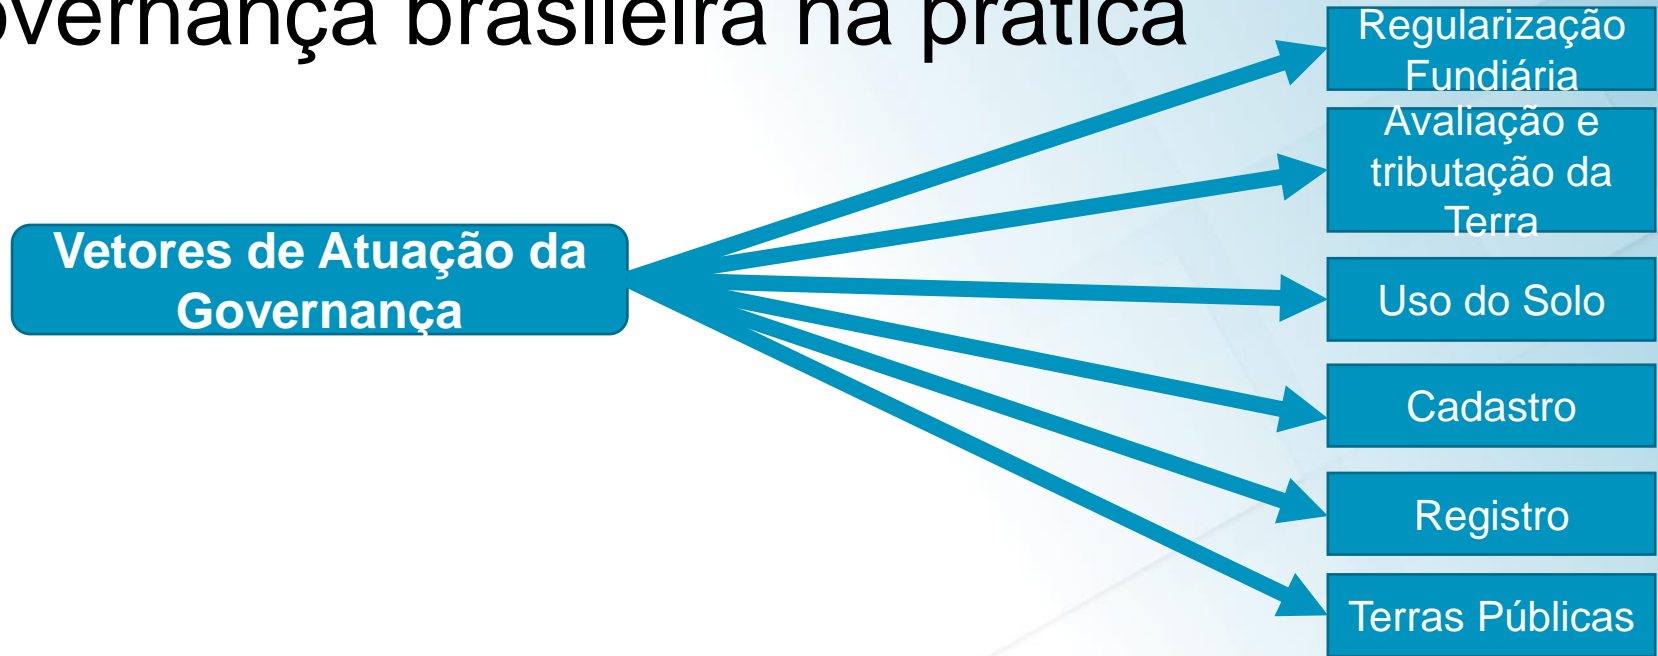 overnança brasileira na prática
Vetores de Atuação da
Governança
Regularização
Fundiária
Avaliação e
tributação da
Terra
Uso do Solo
Cadastro
Registro
Terras Públicas